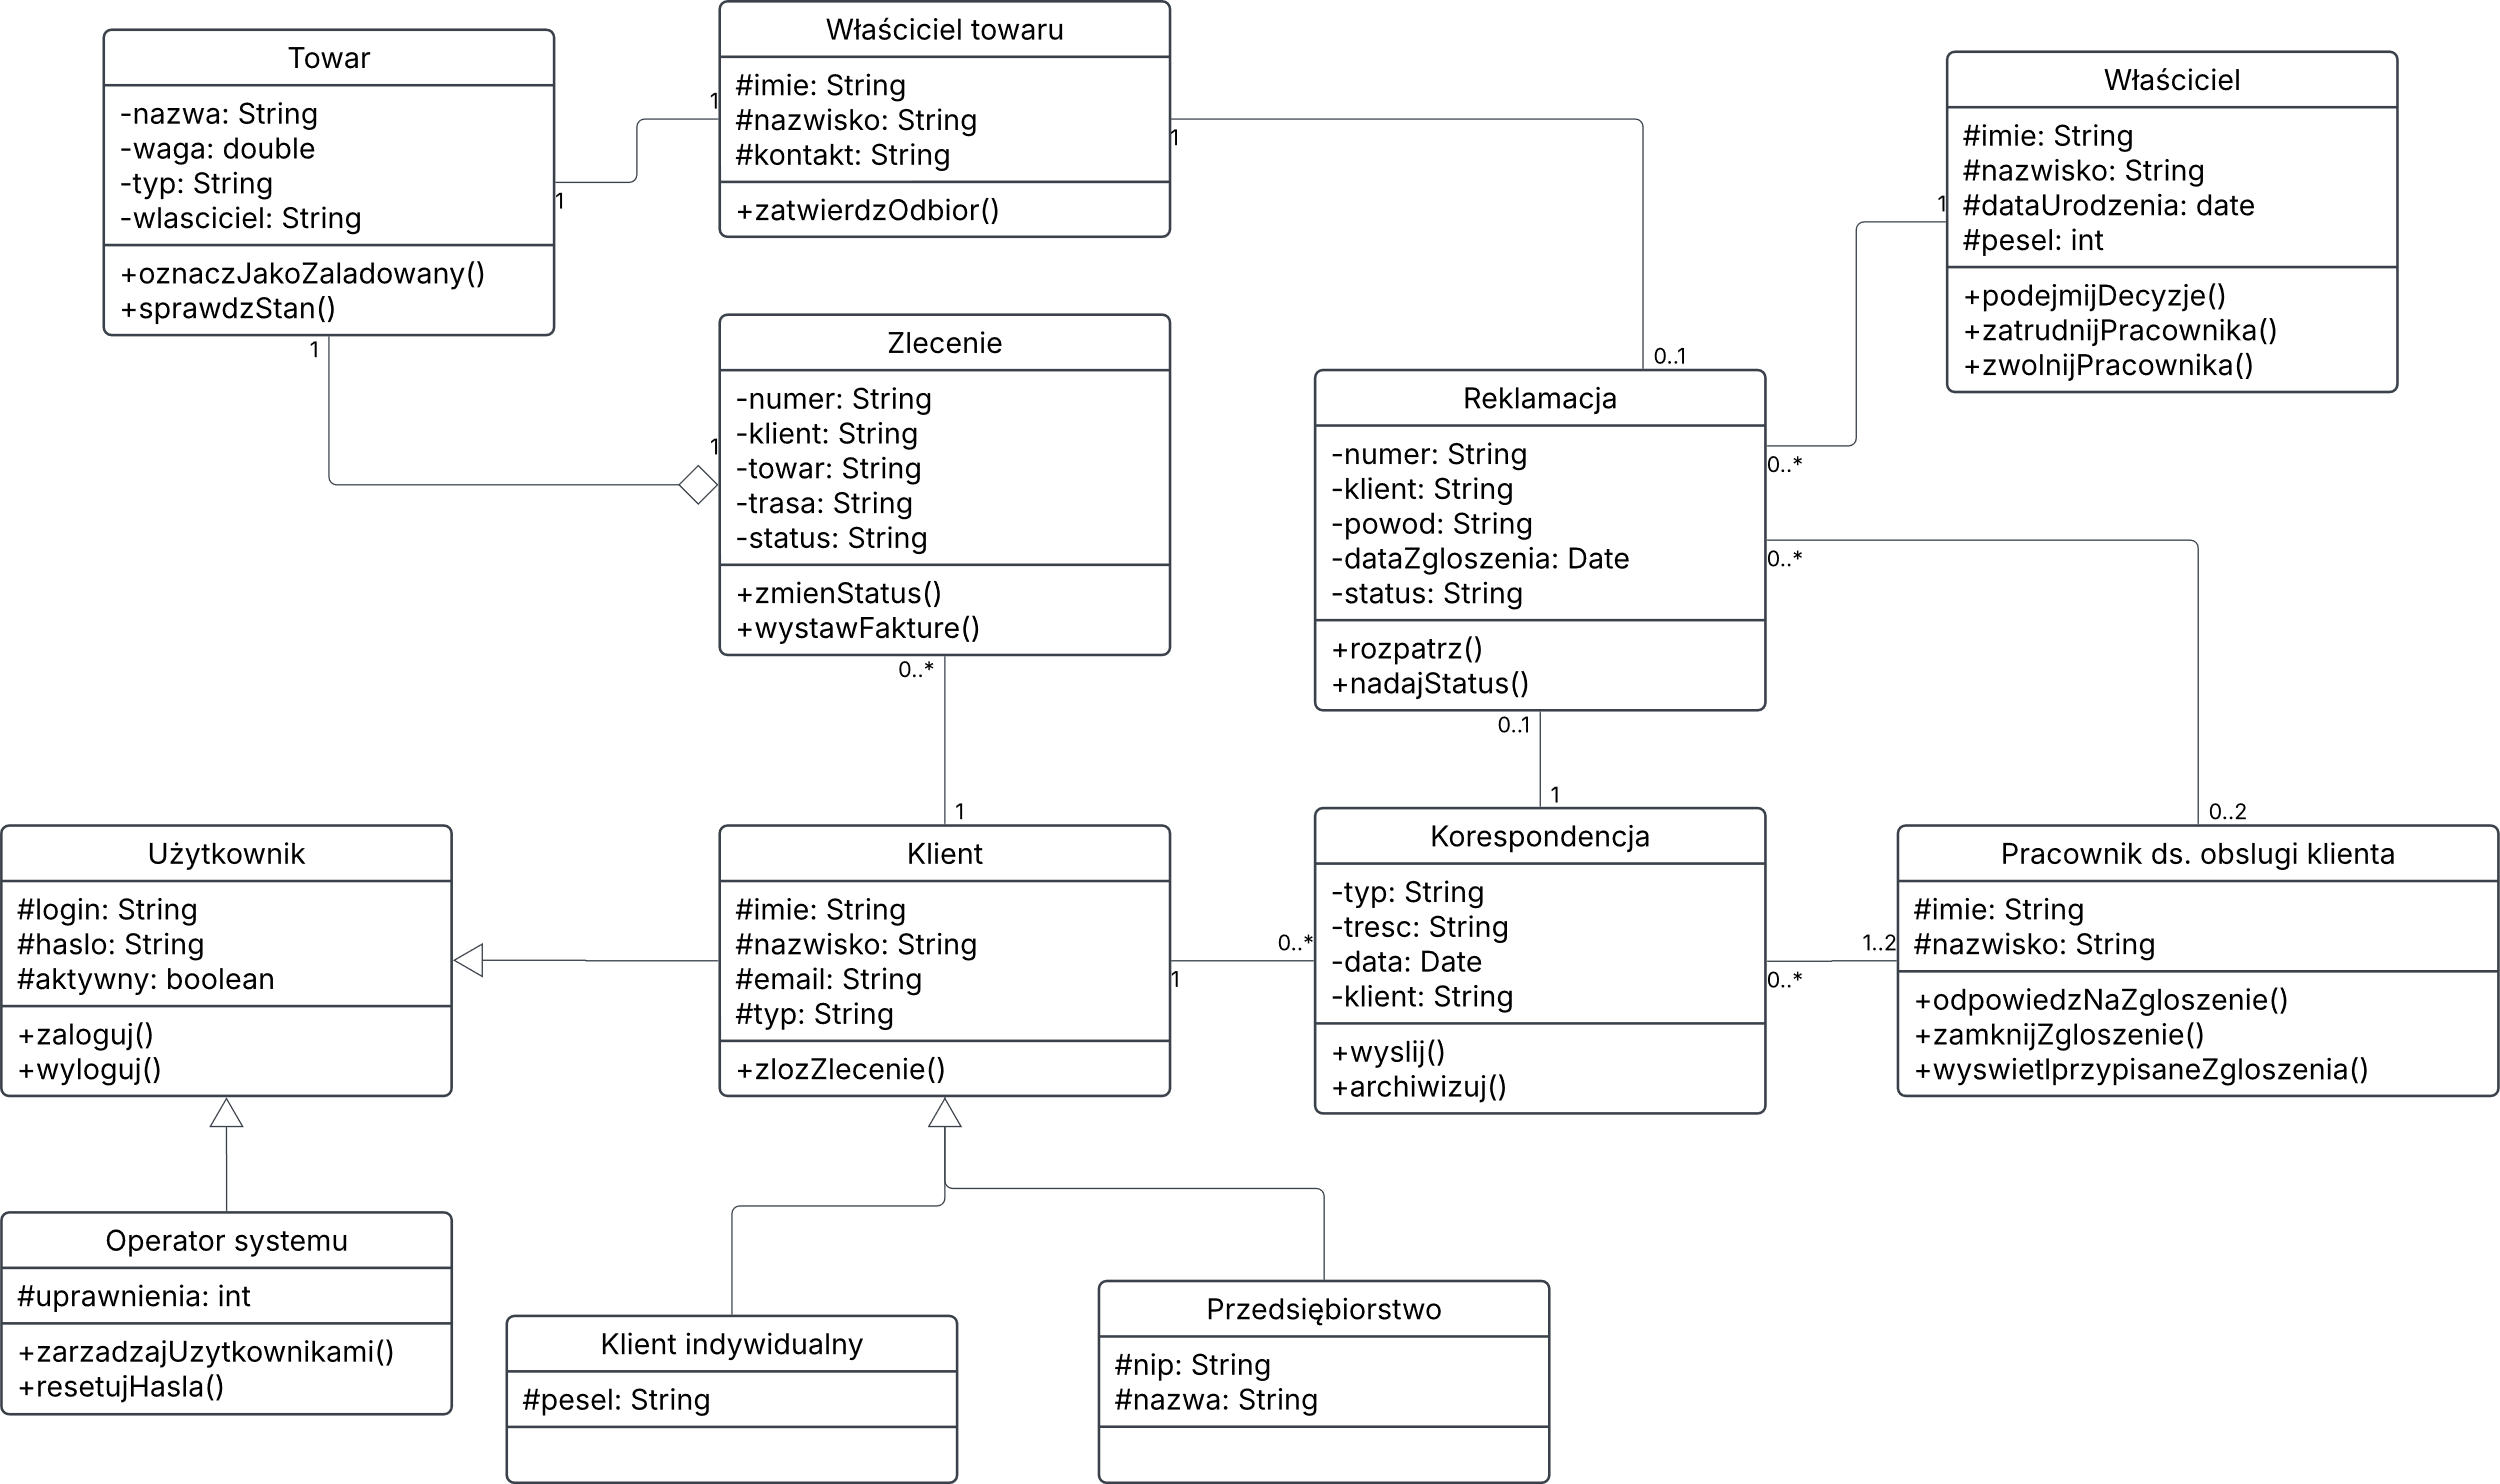 Towar
-nazwa: String
-waga: double
-typ: String
-wlasciciel: String
+oznaczJakoZaladowany()
+sprawdzStan()
1
1
Właściciel towaru
#imie: String
#nazwisko: String
#kontakt: String
+zatwierdzOdbior()
1
1
Właściciel
#imie: String
#nazwisko: String
#dataUrodzenia: date
#pesel: int
+podejmijDecyzje()
+zatrudnijPracownika()
+zwolnijPracownika()
1
Zlecenie
-numer: String
-klient: String
-towar: String
-trasa: String
-status: String
+zmienStatus()
+wystawFakture()
1
0..*
Reklamacja
-numer: String
-klient: String
-powod: String
-dataZgloszenia: Date
-status: String
+rozpatrz()
+nadajStatus()
0..1
0..*
0..*
0..1
Użytkownik
#login: String
#haslo: String
#aktywny: boolean
+zaloguj()
+wyloguj()
1
Klient
#imie: String
#nazwisko: String
#email: String
#typ: String
+zlozZlecenie()
1
0..*
1
Korespondencja
-typ: String
-tresc: String
-data: Date
-klient: String
+wyslij()
+archiwizuj()
0..*
1..2
0..2
Pracownik ds. obslugi klienta
#imie: String
#nazwisko: String
+odpowiedzNaZgloszenie()
+zamknijZgloszenie()
+wyswietlprzypisaneZgloszenia()
Operator systemu
#uprawnienia: int
+zarzadzajUzytkownikami()
+resetujHasla()
Klient indywidualny
#pesel: String
Przedsiębiorstwo
#nip: String
#nazwa: String